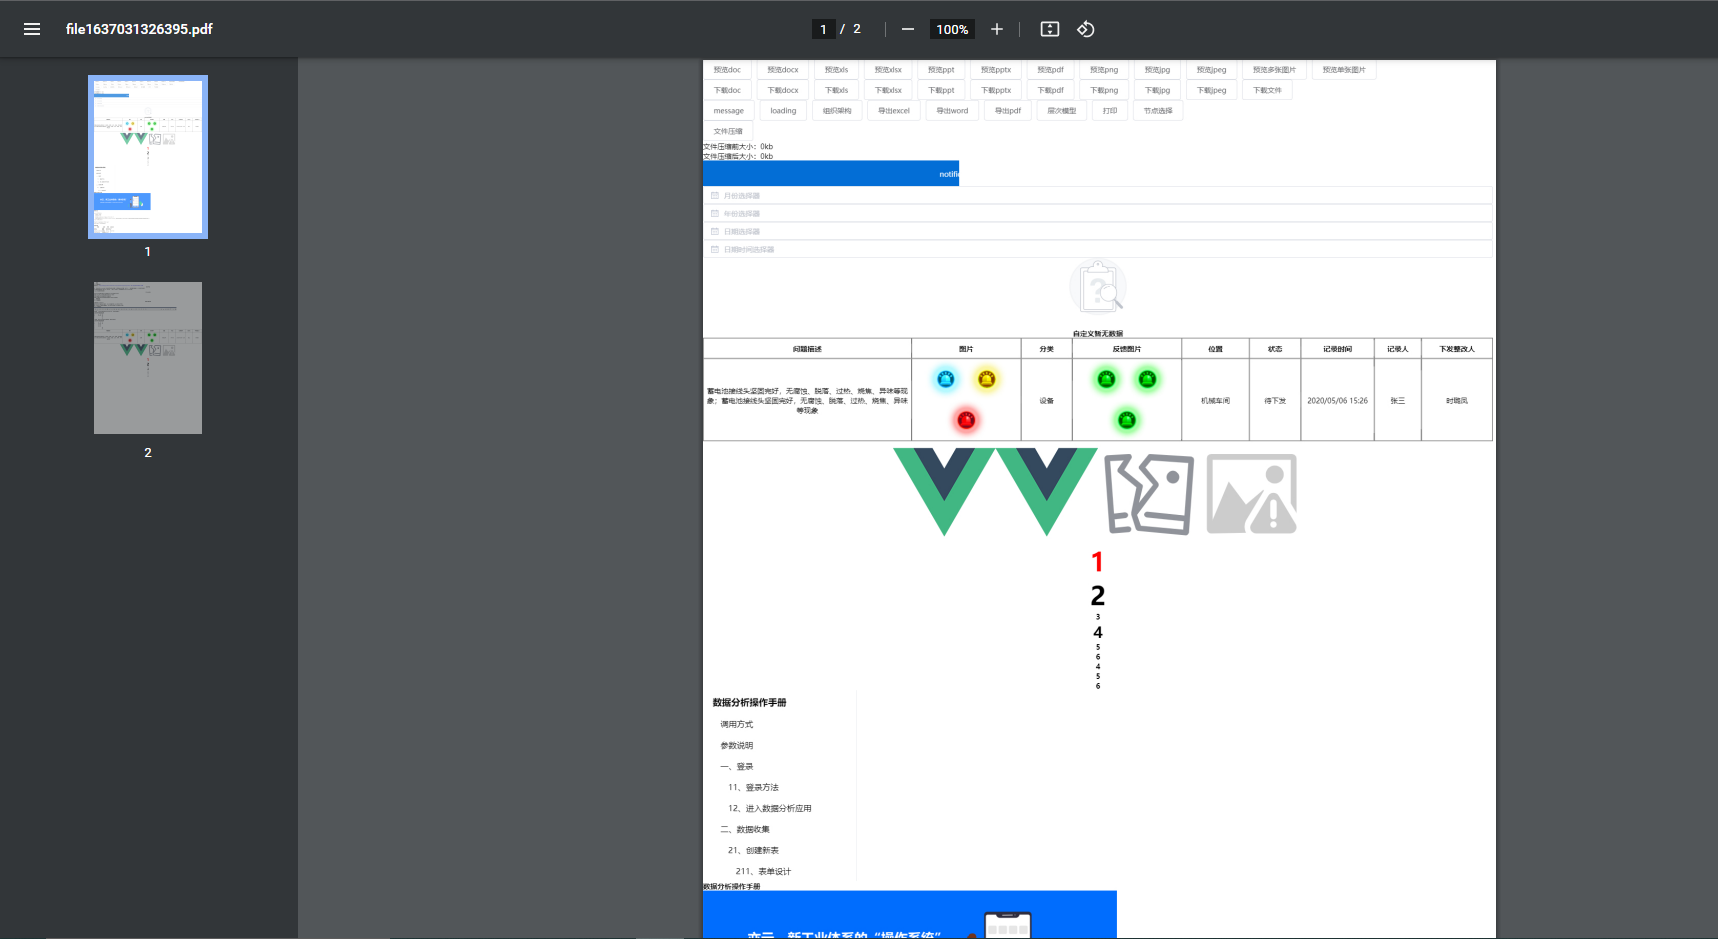 file1637031326395.pdf
1 / 2
100%
1
2
预览doc 预览docx 预览xls 预览xlsx 预览ppt 预览pptx 预览pdf 预览png 预览jpg 预览jpeg 预览多张图片 预览单张图片
下载doc 下载docx 下载xls 下载xlsx 下载ppt 下载pptx 下载pdf 下载png 下载jpg 下载jpeg 下载文件
message loading 组织架构 导出excel 导出word 导出pdf 层次模型 打印 节点选择
文件压缩
文件压缩前大小：0kb
文件压缩后大小：0kb
notific
月份选择器
年份选择器
日期选择器
日期时间选择器
自定义暂无数据
问题描述 图片 分类 反馈图片 位置 状态 记录时间 记录人 下发整改人
蓄电池接线头坚固完好，无腐蚀、脱落、过热、烧焦、异味等现
象；蓄电池接线头坚固完好，无腐蚀、脱落、过热、烧焦、异味
等现象
设备 机械车间 待下发 2020/05/06 15:26 张三 时璐凤
1
2
3
4
5
6
4
5
6
数据分析操作手册
调用方式
参数说明
一、登录
11、登录方法
12、进入数据分析应用
二、数据收集
21、创建新表
211、表单设计
数据分析操作手册
新工业体系的“操作系统”